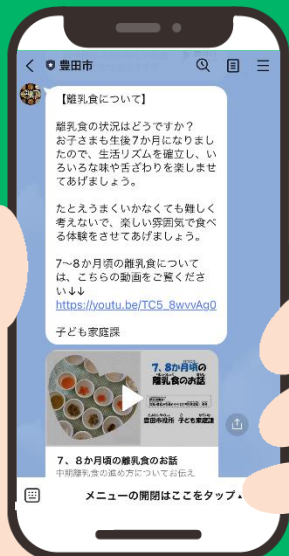 豊田市
【離乳食について】
離乳食の状況はどうですか？
お子さまも生後7か月になりまし
たので、生活リズムを確立し、い
ろいろな味や舌ざわりを楽しませ
てあげましょう。
たとえうまくいかなくても難しく
考えないで、楽しい雰囲気で食べ
る体験をさせてあげましょう。
7〜8か月頃の離乳食について
は、こちらの動画をご覧くださ
い↓↓
https://youtu.be/TC5_8wvvAg0
子ども家庭課
7、8か月頃の
離乳食のお話
豊田市役所 子ども家庭課
7、8か月頃の離乳食のお話
中期離乳食の進め方についてお伝え
メニューの開閉はここをタップ